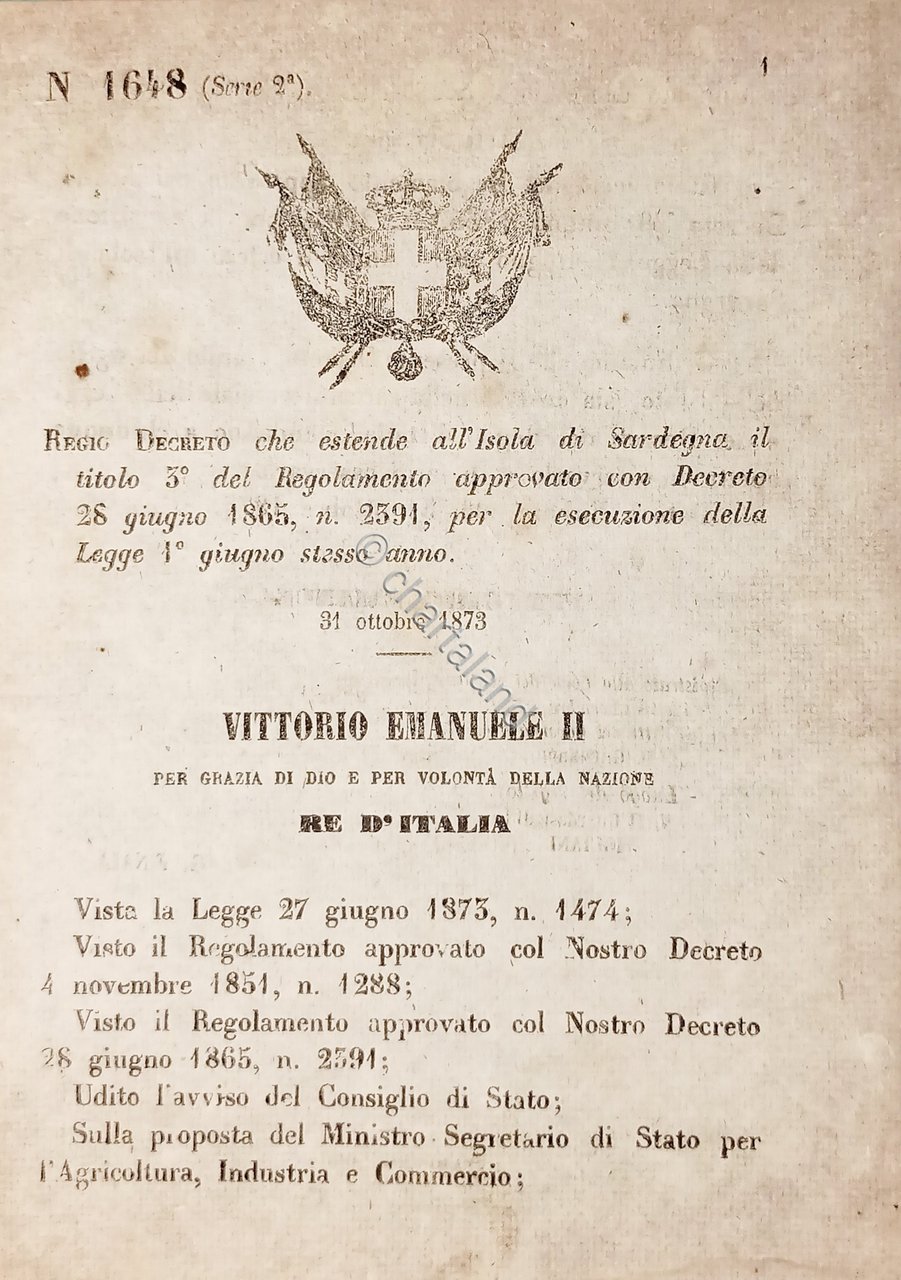 N 1648 (Serie 2ª).
1
REGIO DECRETO che estende all'Isola di Sardegna il
titolo 3° del Regolamento approvato con Decreto
28 giugno 1865, n. 2391, per la esecuzione della
Legge 1° giugno stesso anno.
31 ottobre 1873
© chartaland
VITTORIO EMANUELE II
PER GRAZIA DI DIO E PER VOLONTÀ DELLA NAZIONE
RE D'ITALIA
Vista la Legge 27 giugno 1873, n. 1474;
Visto il Regolamento approvato col Nostro Decreto
4 novembre 1851, n. 1288;
Visto il Regolamento approvato col Nostro Decreto
28 giugno 1865, n. 2391;
Udito l'avviso del Consiglio di Stato;
Sulla proposta del Ministro Segretario di Stato per
l'Agricoltura, Industria e Commercio;